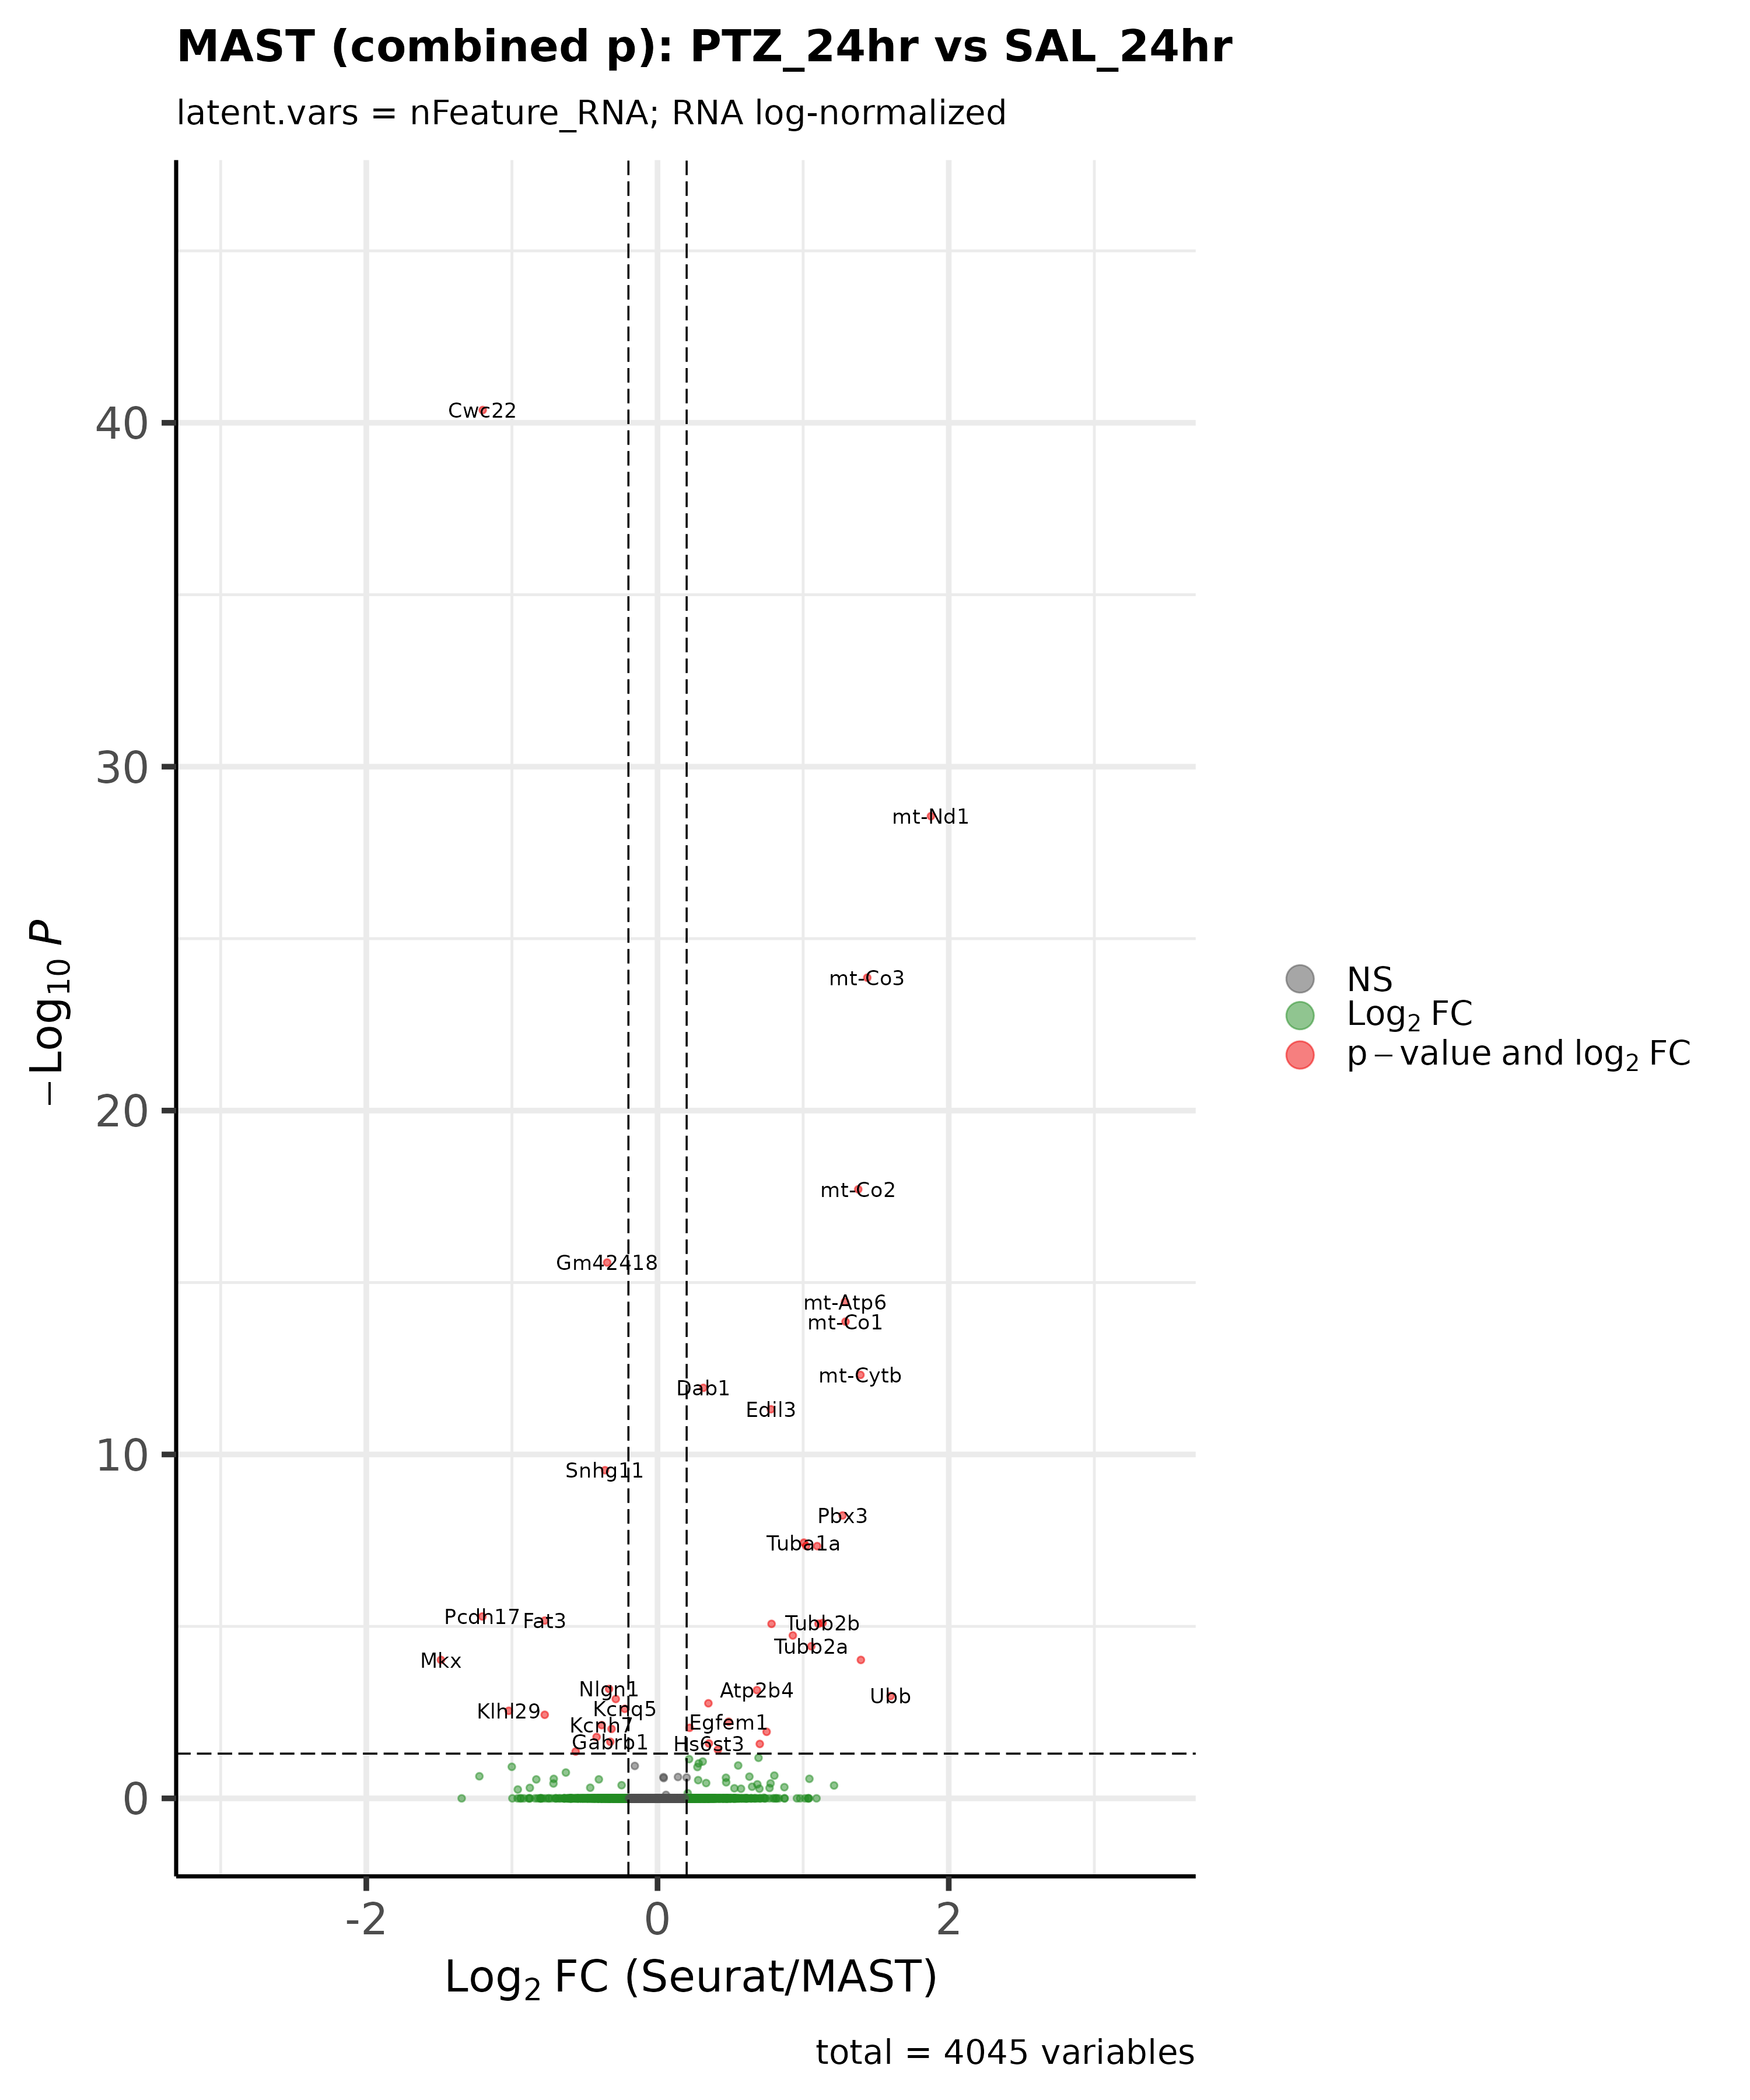 MAST (combined p): PTZ_24hr vs SAL_24hr
latent.vars = nFeature_RNA; RNA log-normalized
−Log10 P
40
30
20
10
0
Cwc22
mt-Nd1
mt-Co3
mt-Co2
Gm42418
mt-Atp6
mt-Co1
mt-Cytb
Dab1
Edil3
Snhg11
Pbx3
Tuba1a
Pcdh17
Fat3
Tubb2b
Tubb2a
Mkx
Nlgn1
Atp2b4
Ubb
Klhl29
Kcnq5
Egfem1
Kcnh7
Gabrb1
Hs6st3
-2
0
2
Log2 FC (Seurat/MAST)
NS
Log2 FC
p − value and log2 FC
total = 4045 variables